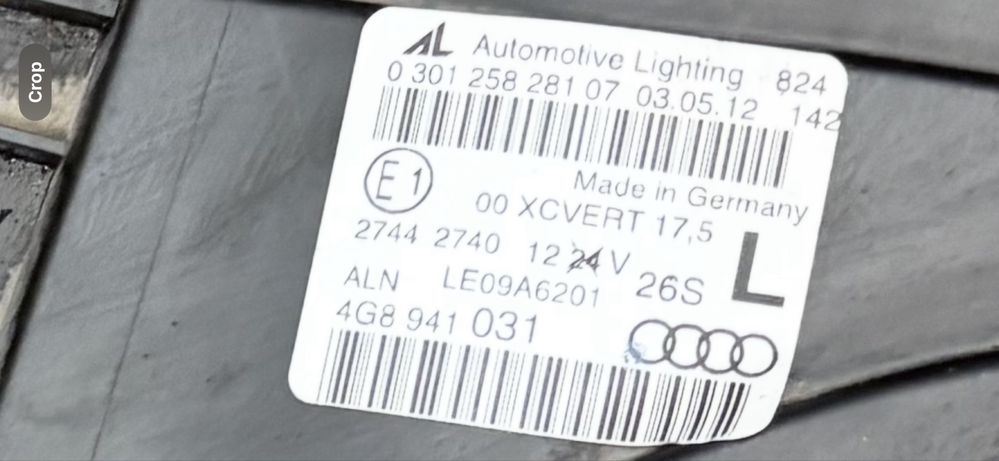 Crop
AL Automotive Lighting 824
0 301 258 281 07 03.05.12 142
E1
Made in Germany
00 XCVERT 17,5
2744 2740 12 24 V
L
ALN LE09A6201 26S
4G8 941 031